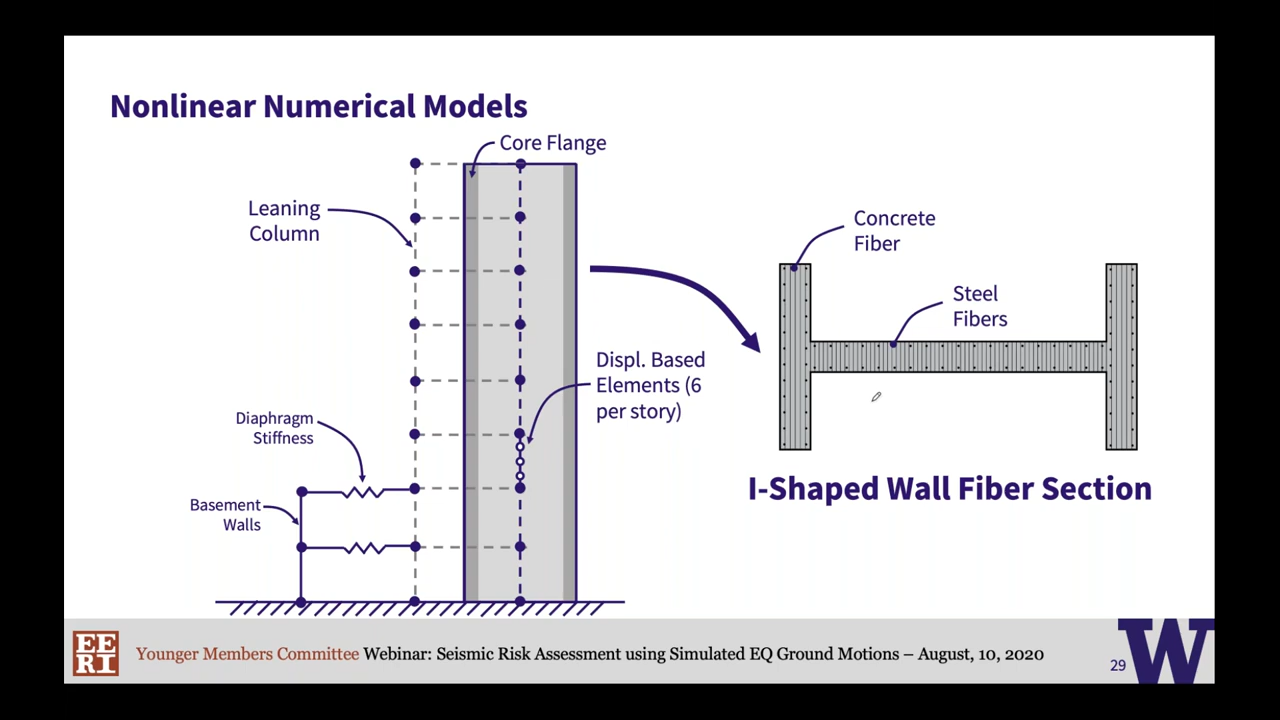 Nonlinear Numerical Models
Core Flange
Leaning
Column
Concrete
Fiber
Steel
Fibers
Displ. Based
Elements (6
per story)
Diaphragm
Stiffness
Basement
Walls
I-Shaped Wall Fiber Section
EE
RI
Younger Members Committee Webinar: Seismic Risk Assessment using Simulated EQ Ground Motions – August, 10, 2020
29
W